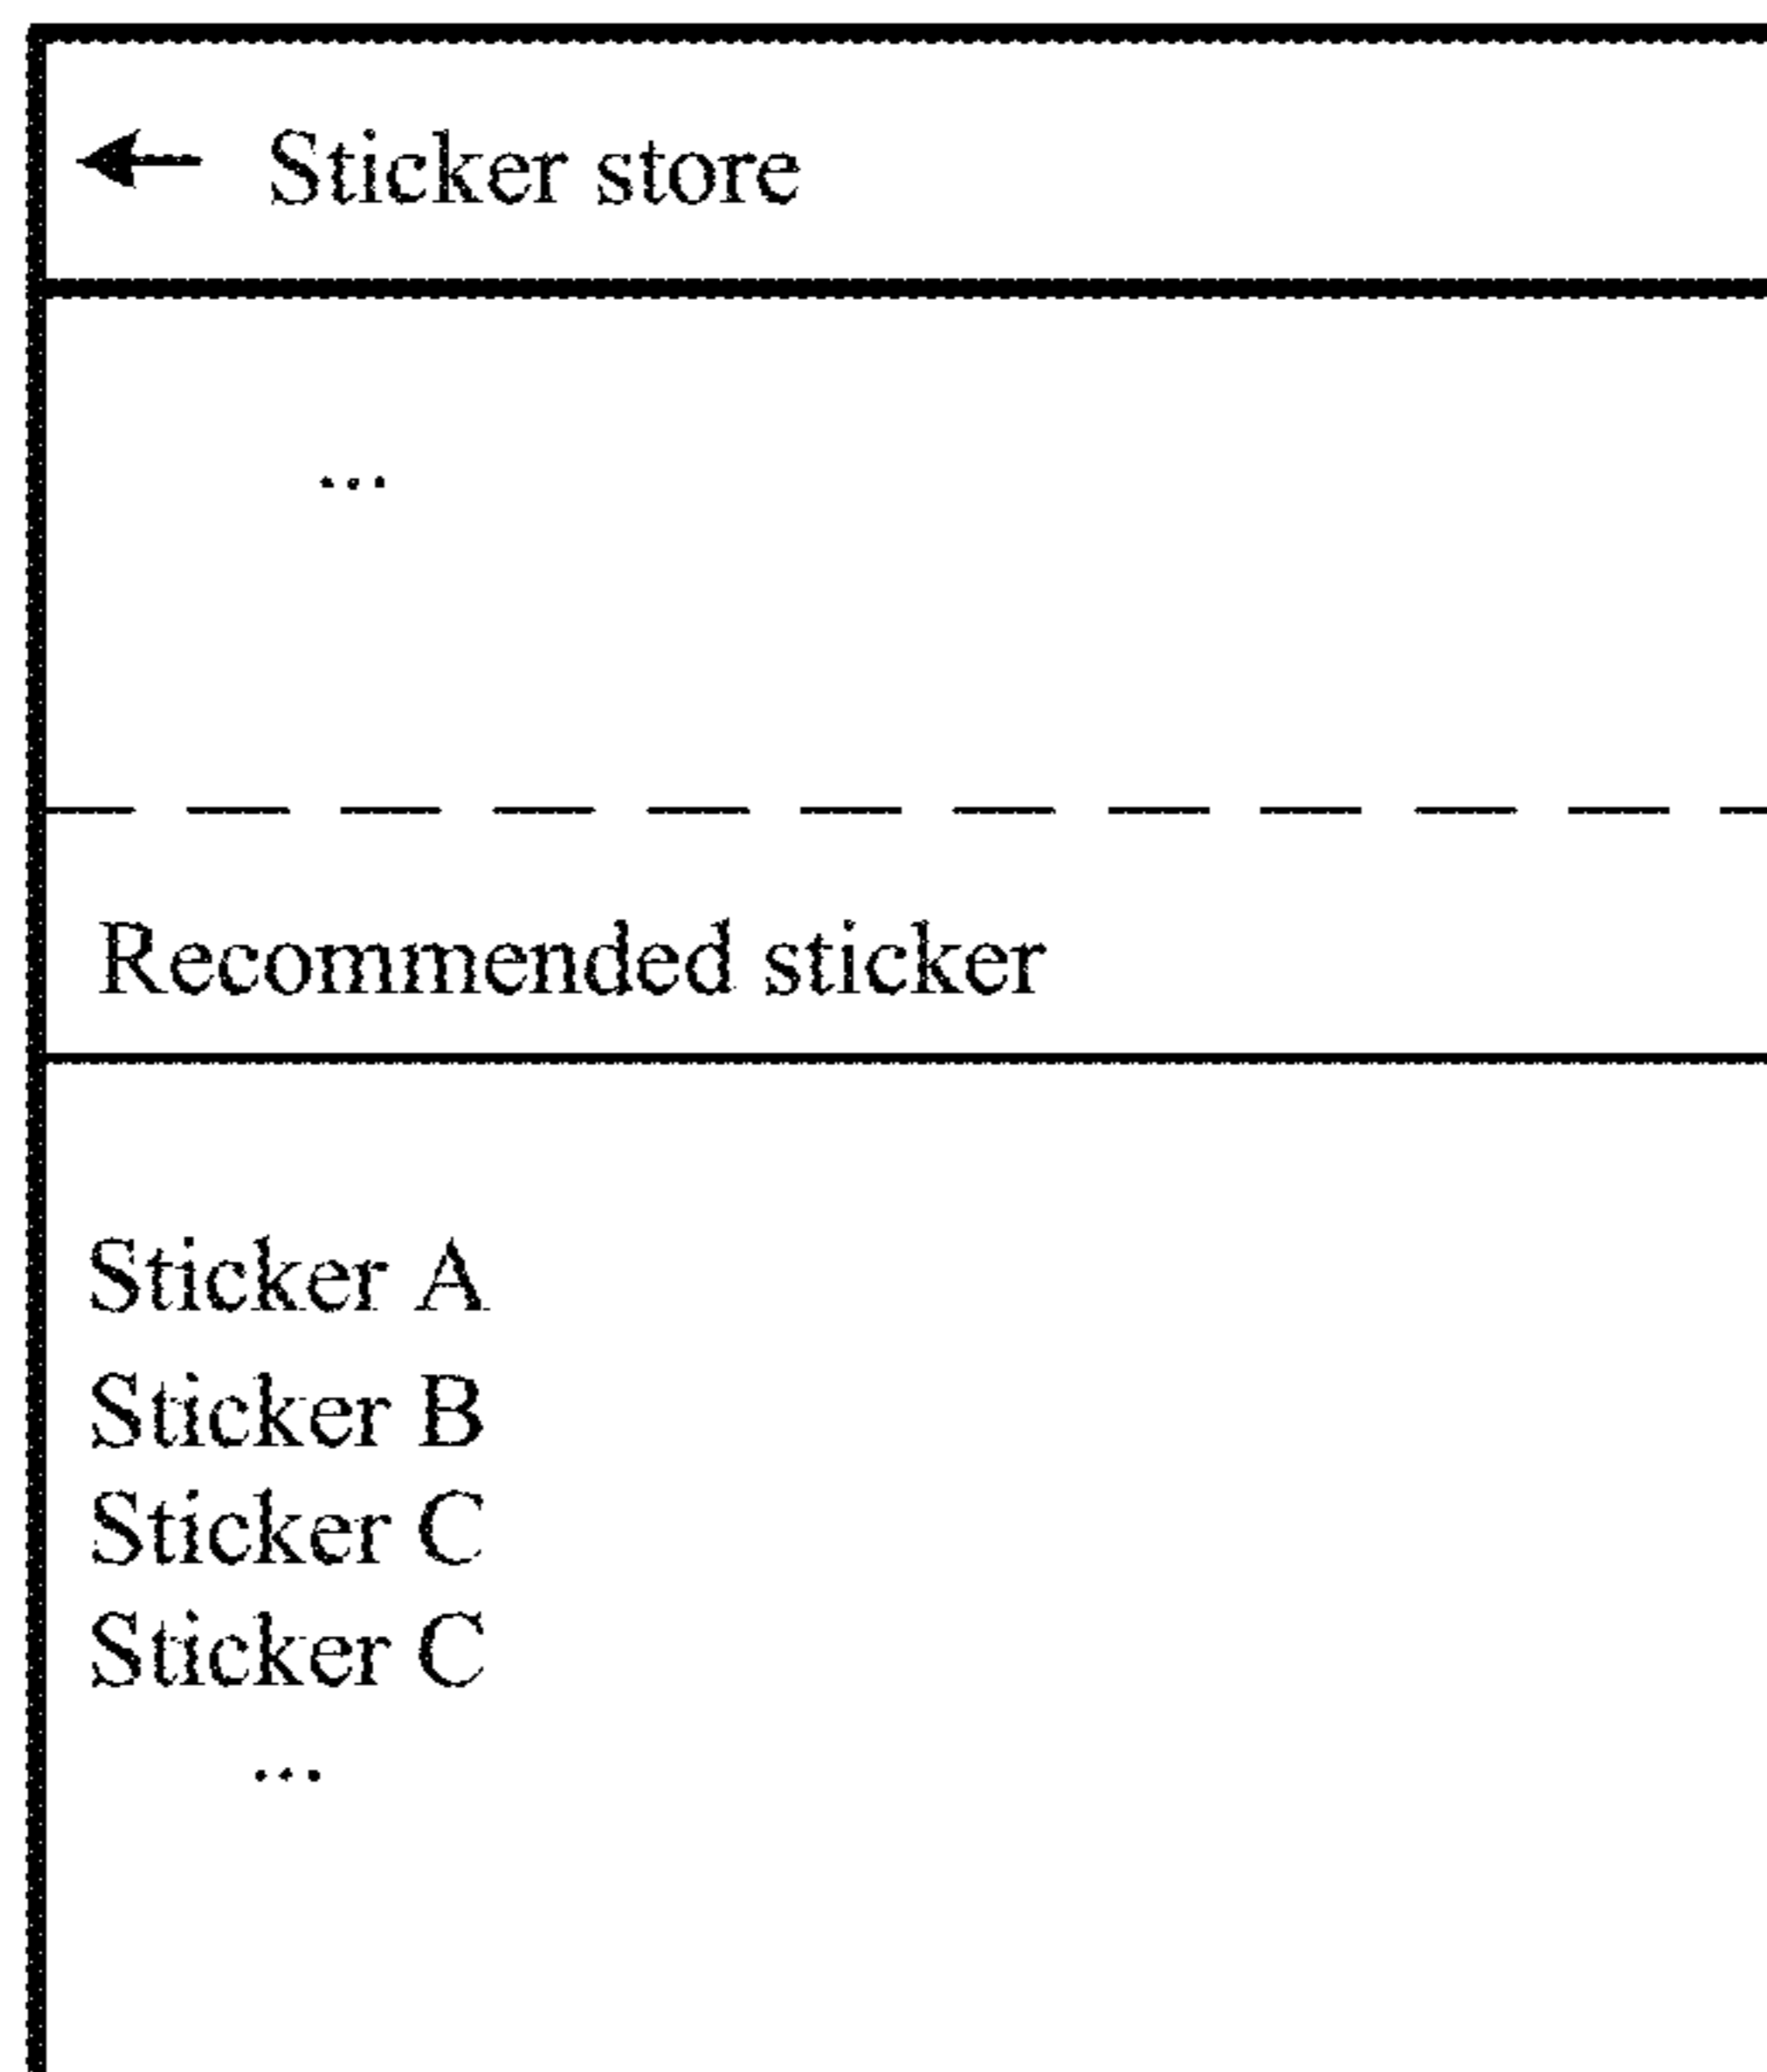 ← Sticker store
...
Recommended sticker
Sticker A
Sticker B
Sticker C
Sticker C
...